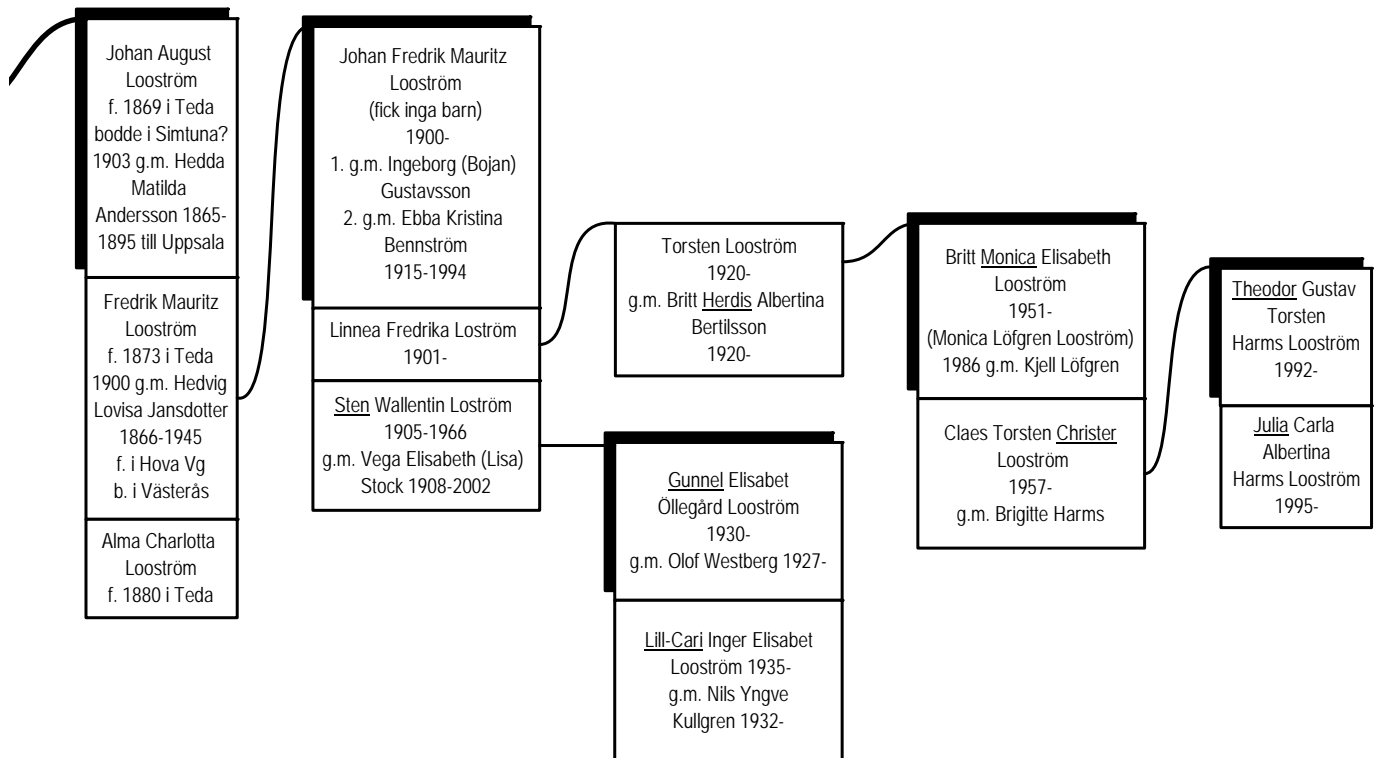 Johan August
Looström
f. 1869 i Teda
bodde i Simtuna?
1903 g.m. Hedda
Matilda
Andersson 1865-
1895 till Uppsala
Fredrik Mauritz
Looström
f. 1873 i Teda
1900 g.m. Hedvig
Lovisa Jansdotter
1866-1945
f. i Hova Vg
b. i Västerås
Alma Charlotta
Looström
f. 1880 i Teda
Johan Fredrik Mauritz
Looström
(fick inga barn)
1900-
1. g.m. Ingeborg (Bojan)
Gustavsson
2. g.m. Ebba Kristina
Bennström
1915-1994
Linnea Fredrika Loström
1901-
Sten Wallentin Loström
1905-1966
g.m. Vega Elisabeth (Lisa)
Stock 1908-2002
Torsten Looström
1920-
g.m. Britt Herdis Albertina
Bertilsson
1920-
Gunnel Elisabet
Öllegård Looström
1930-
g.m. Olof Westberg 1927-
Lill-Cari Inger Elisabet
Looström 1935-
g.m. Nils Yngve
Kullgren 1932-
Britt Monica Elisabeth
Looström
1951-
(Monica Löfgren Looström)
1986 g.m. Kjell Löfgren
Claes Torsten Christer
Looström
1957-
g.m. Brigitte Harms
Theodor Gustav
Torsten
Harms Looström
1992-
Julia Carla
Albertina
Harms Looström
1995-